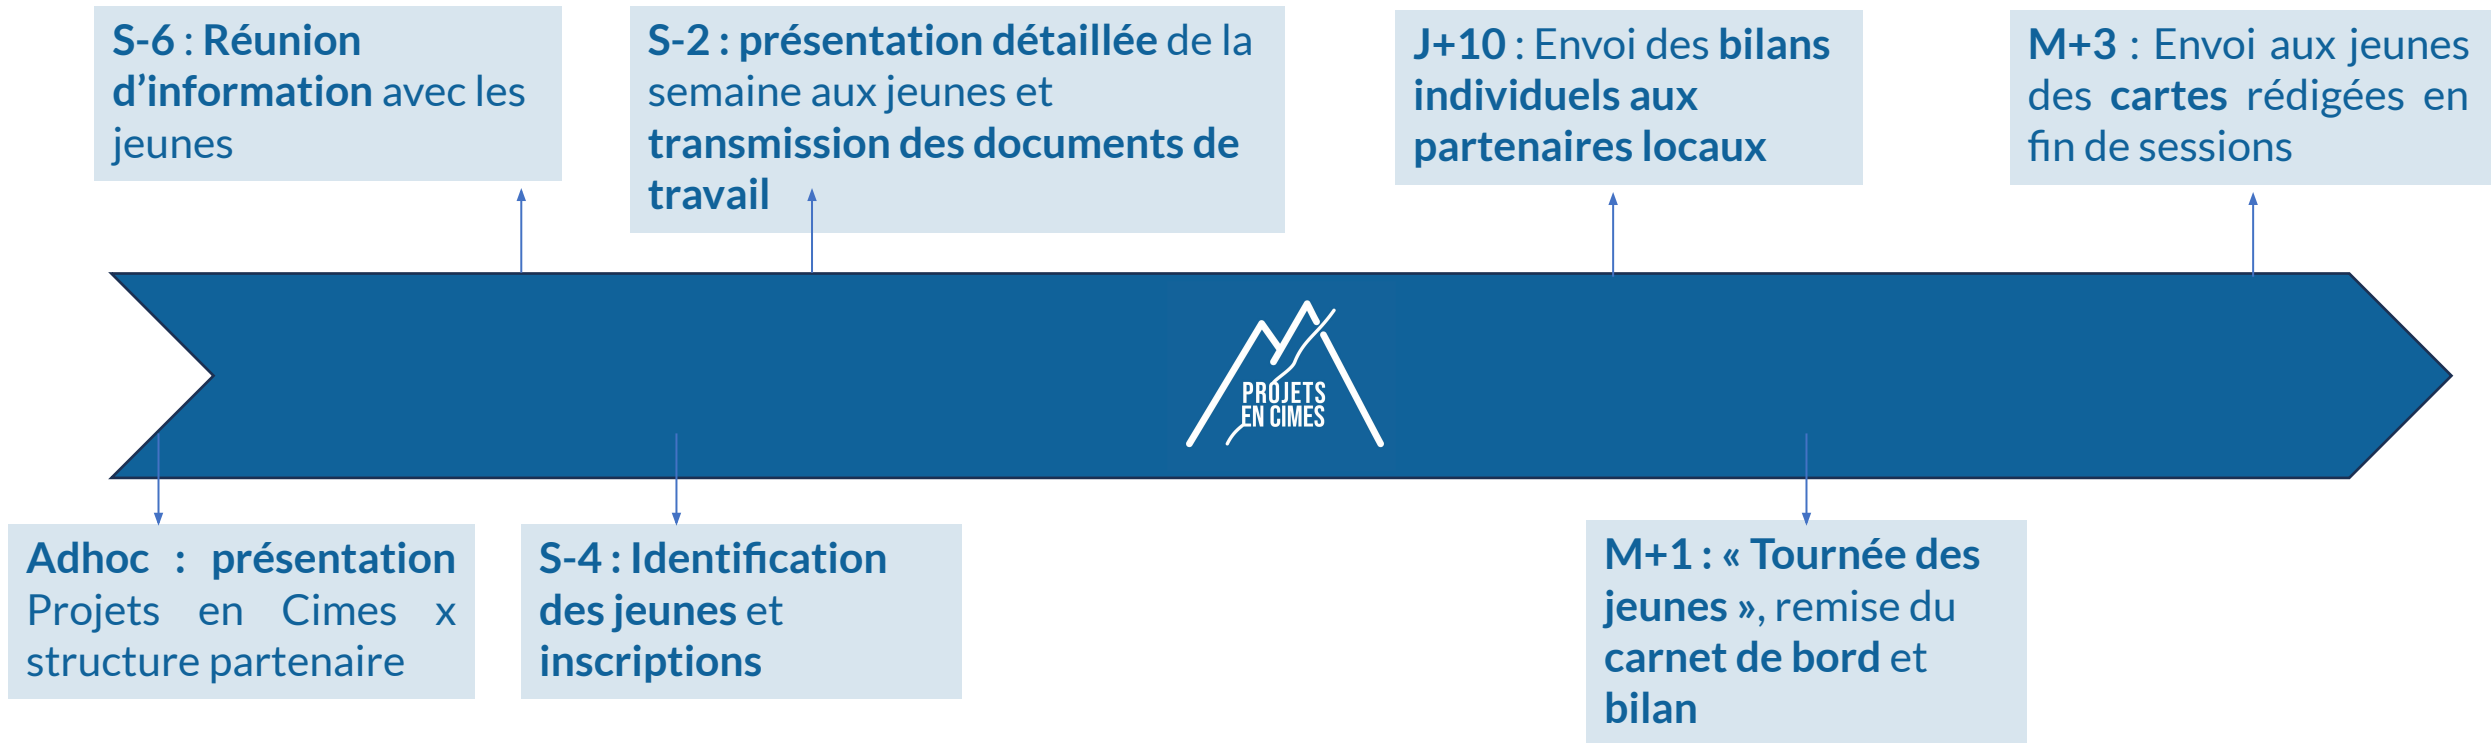 S-6 : Réunion
d’information avec les
jeunes
S-2 : présentation détaillée de la
semaine aux jeunes et
transmission des documents de
travail
J+10 : Envoi des bilans
individuels aux
partenaires locaux
M+3 : Envoi aux jeunes
des cartes rédigées en
fin de sessions
PROJETS
EN CIMES
Adhoc : présentation
Projets en Cimes x
structure partenaire
S-4 : Identification
des jeunes et
inscriptions
M+1 : « Tournée des
jeunes », remise du
carnet de bord et
bilan